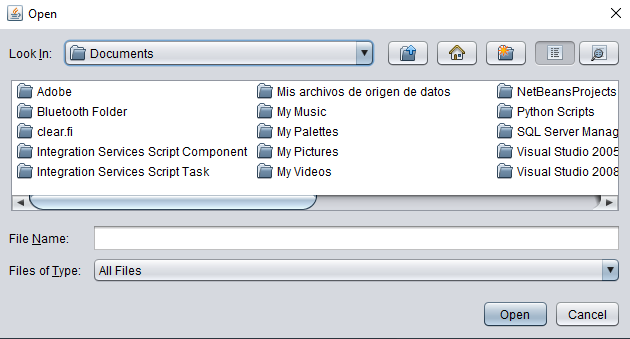 Open
Look In: Documents
Adobe Mis archivos de origen de datos NetBeansProjects
Bluetooth Folder My Music Python Scripts
clear.fi My Palettes SQL Server Manag
Integration Services Script Component My Pictures Visual Studio 2005
Integration Services Script Task My Videos Visual Studio 2008
File Name:
Files of Type: All Files
Open Cancel